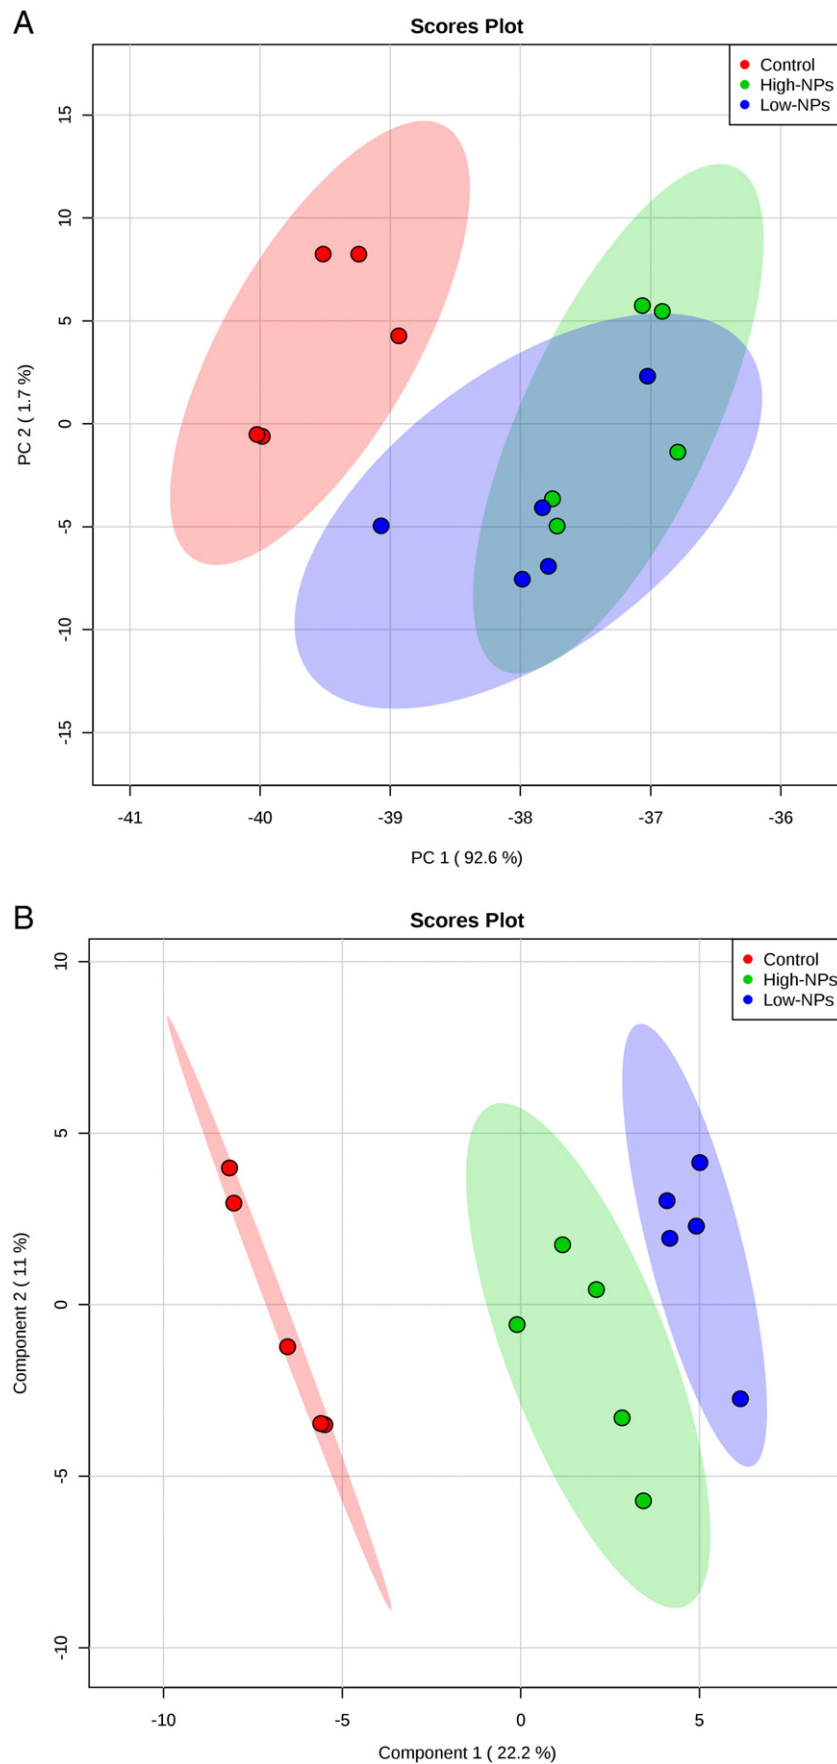 A
Scores Plot
Control
High-NPs
Low-NPs
15
10
5
0
-5
-10
-15
PC 2 ( 1.7 %)
-41
-40
-39
-38
-37
-36
PC 1 ( 92.6 %)
B
Scores Plot
Control
High-NPs
Low-NPs
10
5
0
-5
-10
Component 2 ( 11 %)
-10
-5
0
5
Component 1 ( 22.2 %)